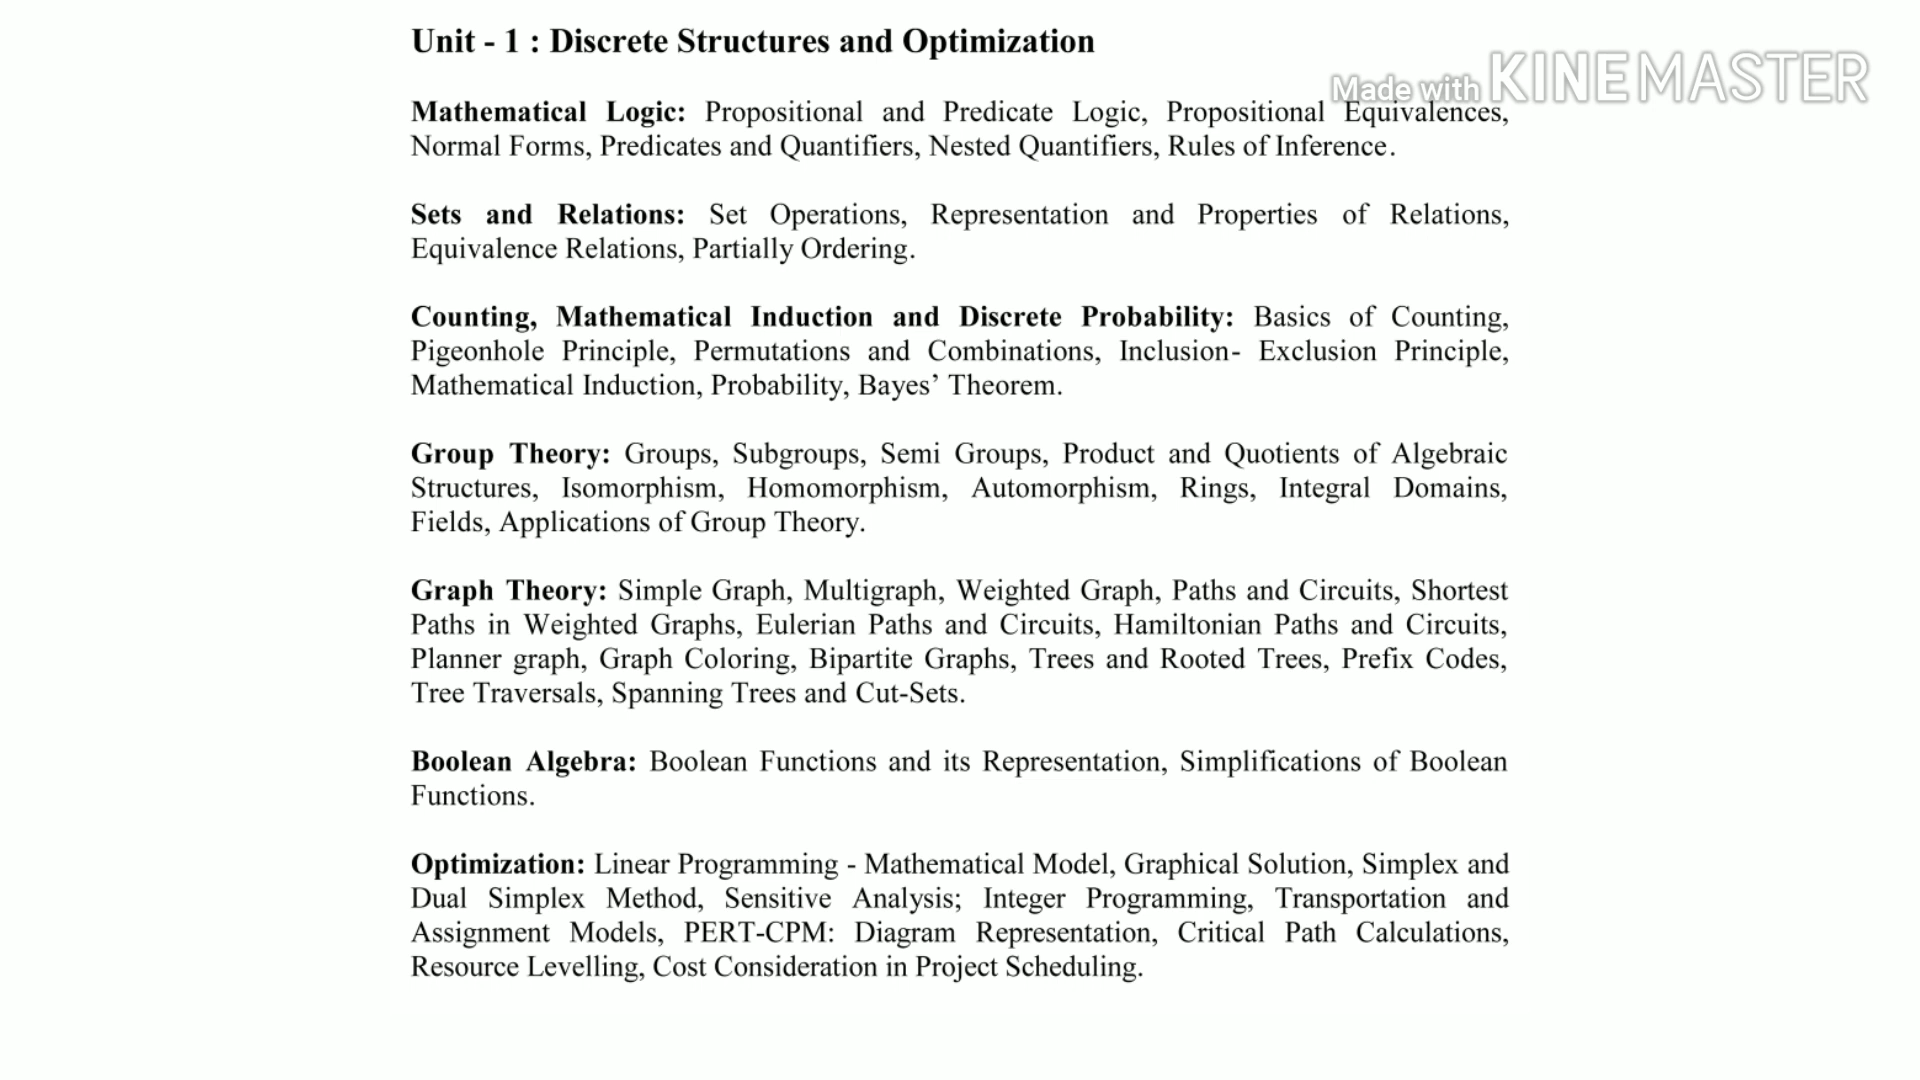 Unit - 1 : Discrete Structures and Optimization
Made with KINEMASTER
Mathematical Logic: Propositional and Predicate Logic, Propositional Equivalences,
Normal Forms, Predicates and Quantifiers, Nested Quantifiers, Rules of Inference.
Sets and Relations: Set Operations, Representation and Properties of Relations,
Equivalence Relations, Partially Ordering.
Counting, Mathematical Induction and Discrete Probability: Basics of Counting,
Pigeonhole Principle, Permutations and Combinations, Inclusion- Exclusion Principle,
Mathematical Induction, Probability, Bayes’ Theorem.
Group Theory: Groups, Subgroups, Semi Groups, Product and Quotients of Algebraic
Structures, Isomorphism, Homomorphism, Automorphism, Rings, Integral Domains,
Fields, Applications of Group Theory.
Graph Theory: Simple Graph, Multigraph, Weighted Graph, Paths and Circuits, Shortest
Paths in Weighted Graphs, Eulerian Paths and Circuits, Hamiltonian Paths and Circuits,
Planner graph, Graph Coloring, Bipartite Graphs, Trees and Rooted Trees, Prefix Codes,
Tree Traversals, Spanning Trees and Cut-Sets.
Boolean Algebra: Boolean Functions and its Representation, Simplifications of Boolean
Functions.
Optimization: Linear Programming - Mathematical Model, Graphical Solution, Simplex and
Dual Simplex Method, Sensitive Analysis; Integer Programming, Transportation and
Assignment Models, PERT-CPM: Diagram Representation, Critical Path Calculations,
Resource Levelling, Cost Consideration in Project Scheduling.